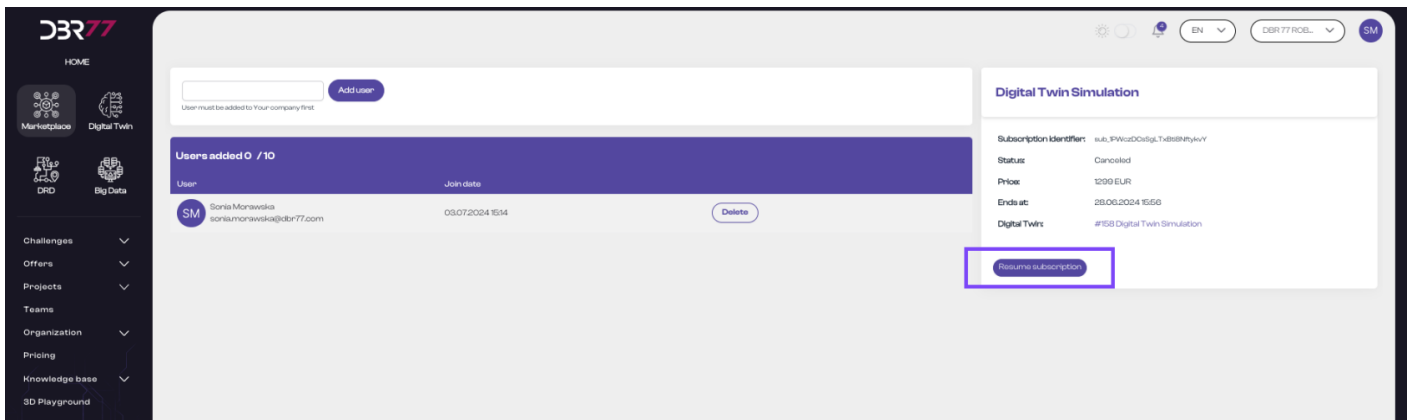 DBR77
HOME
Marketplace
Digital Twin
DRD
Big Data
Challenges
Offers
Projects
Teams
Organization
Pricing
Knowledge base
3D Playground
4
EN
DBR 77 ROB...
SM
Add user
User must be added to Your company first
Users added 0 / 10
User Join date
SM
Sonia Morawska
sonia.morawska@dbr77.com
03.07.2024 15:14
Delete
Digital Twin Simulation
Subscription identifier:
Status: Canceled
Price: 1299 EUR
Ends at: 28.06.2024 15:56
Digital Twin: #158 Digital Twin Simulation
Resume subscription